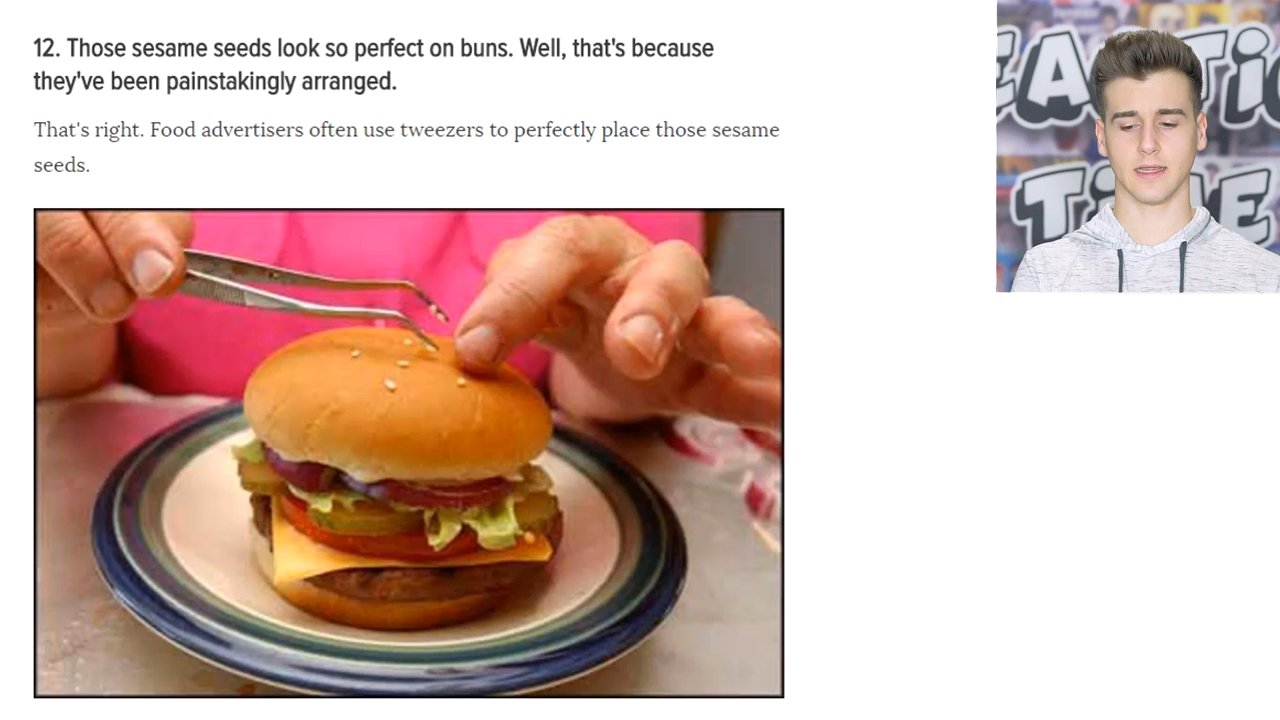 12. Those sesame seeds look so perfect on buns. Well, that's because
they've been painstakingly arranged.
That's right. Food advertisers often use tweezers to perfectly place those sesame
seeds.